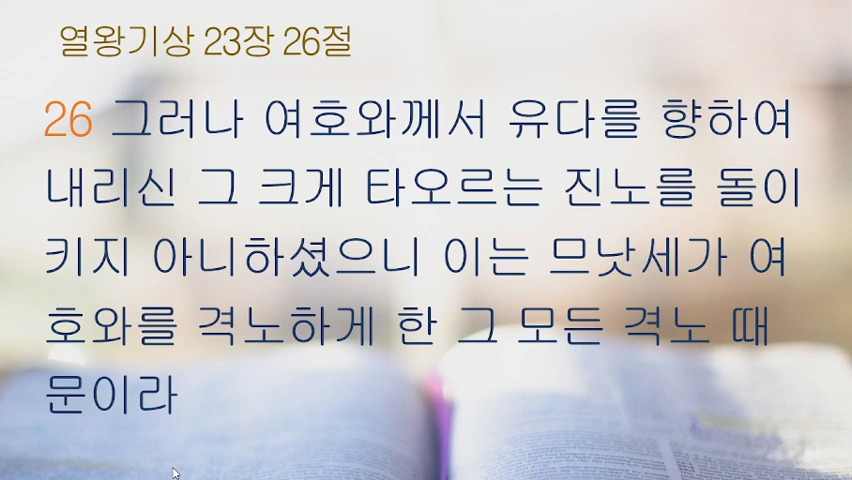 열왕기상 23장 26절
26 그러나 여호와께서 유다를 향하여
내리신 그 크게 타오르는 진노를 돌이
키지 아니하셨으니 이는 므낫세가 여
호와를 격노하게 한 그 모든 격노 때
문이라